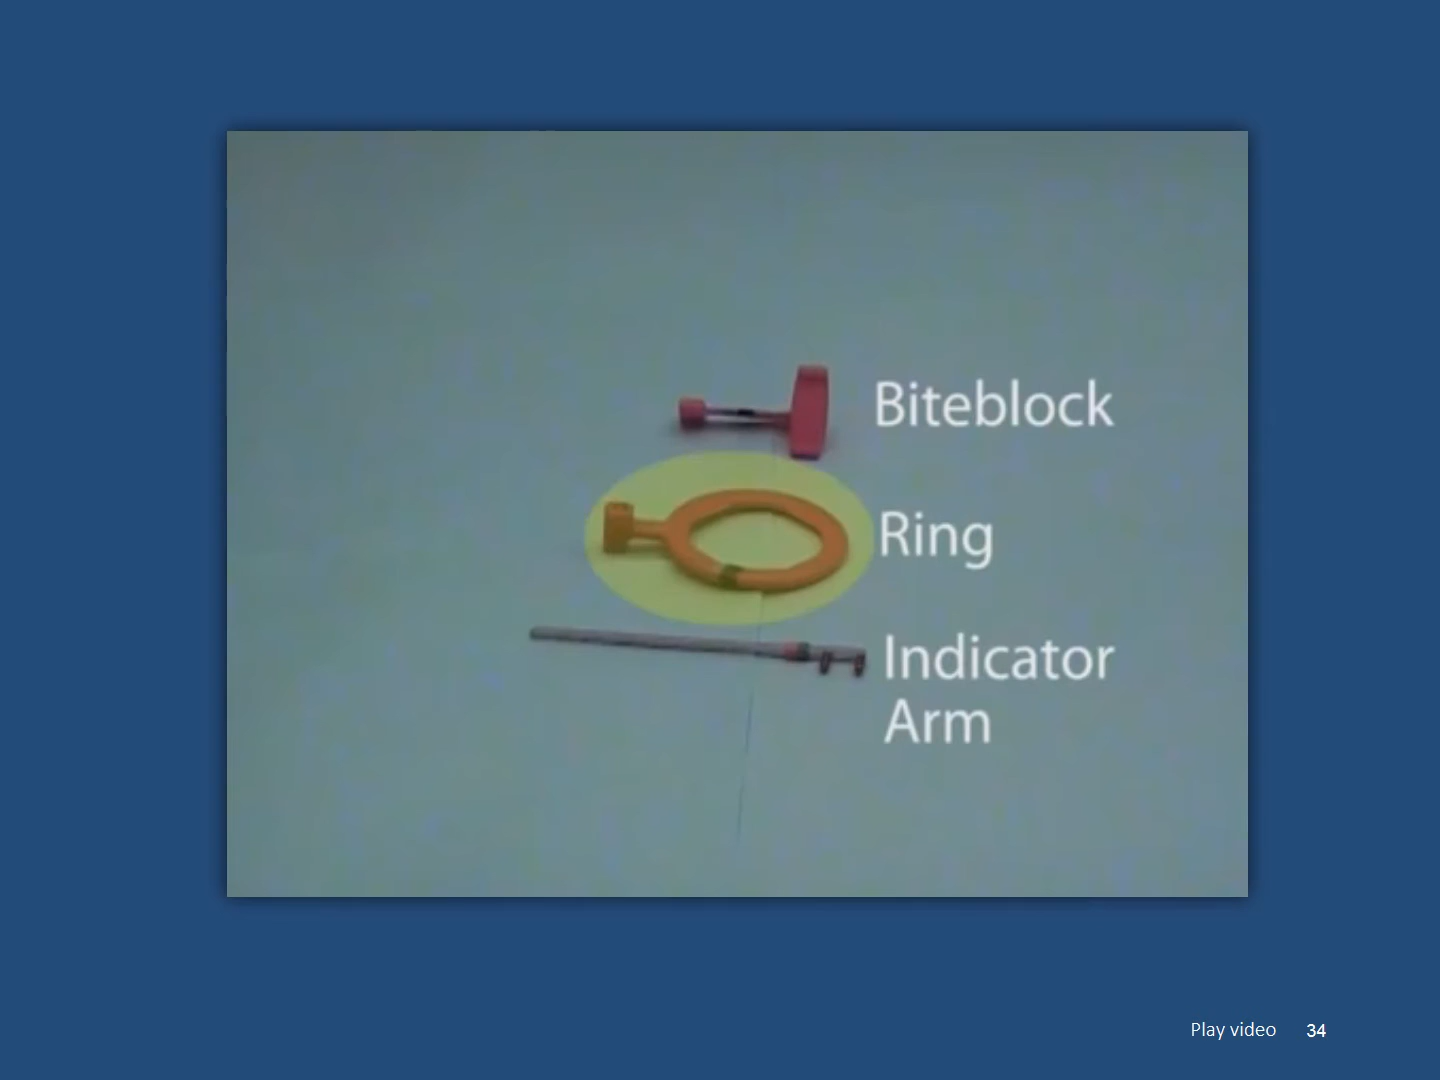 Biteblock
Ring
Indicator
Arm
Play video 34